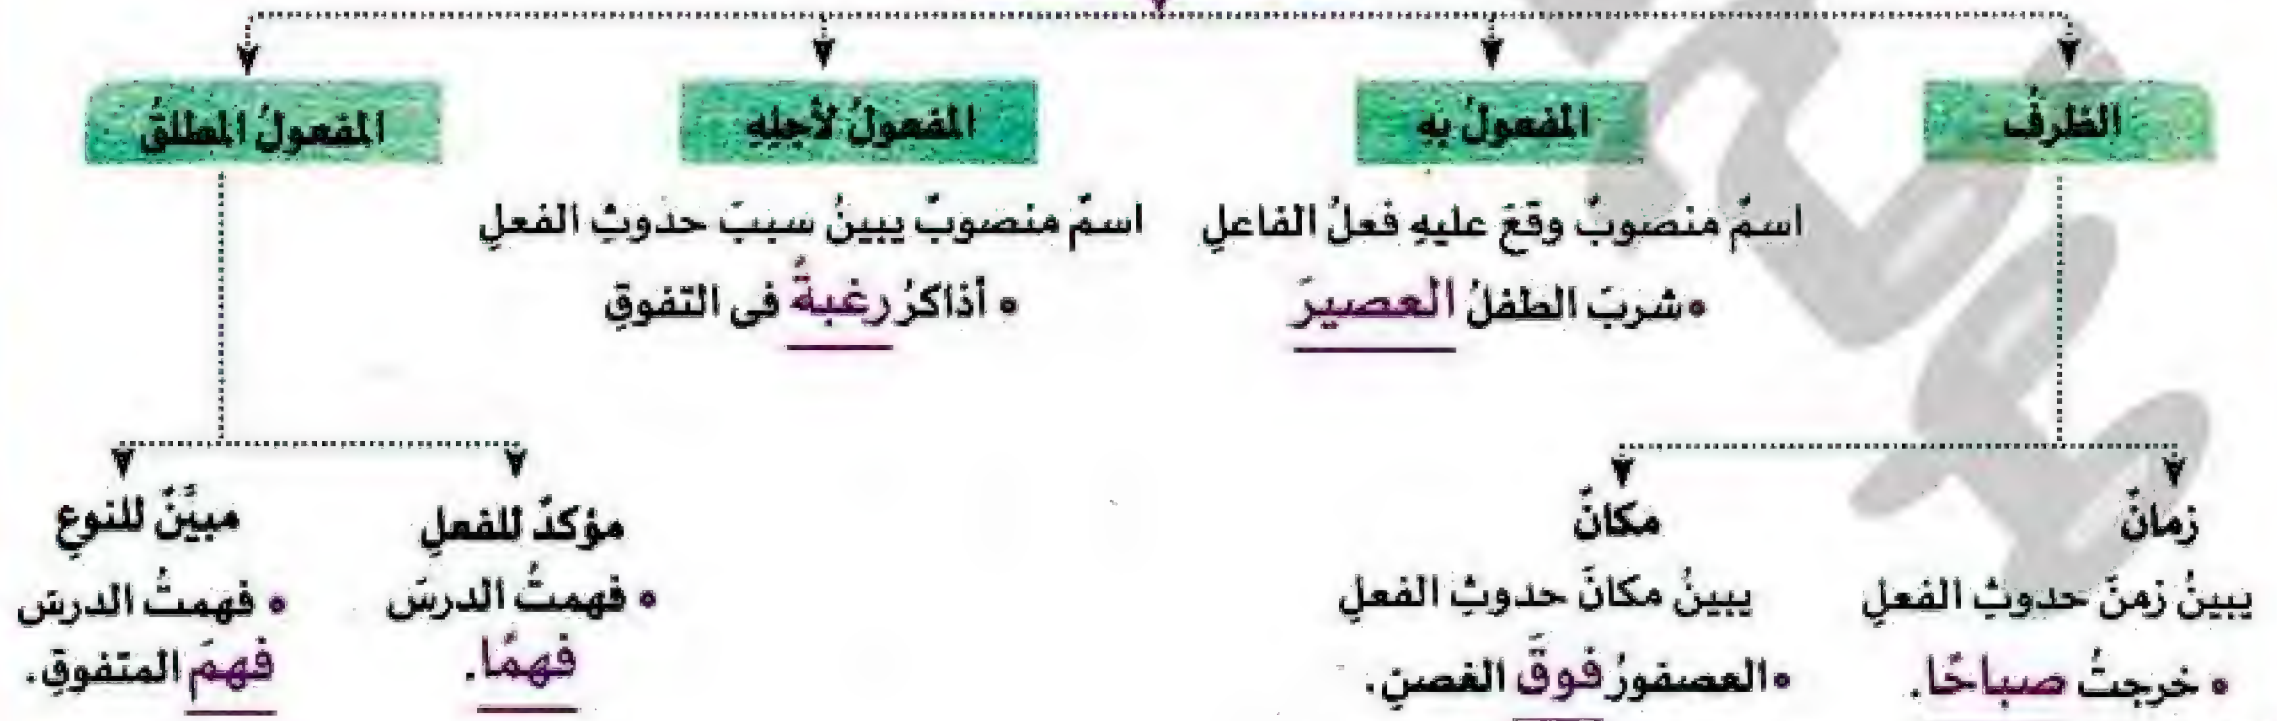 الظرفُ
المفعولُ بِهِ
المفعولُ لأجلِهِ
المفعولُ المطلقُ
اسمٌ منصوبٌ وقعَ عليهِ فعلُ الفاعلِ
• شربَ الطفلُ العصيرَ
اسمٌ منصوبٌ يبينُ سببَ حدوثِ الفعلِ
• أذاكرُ رغبةً فى التفوقِ
زمانٌ
يبينُ زمنَ حدوثِ الفعلِ
• خرجتُ صباحًا.
مكانٌ
يبينُ مكانَ حدوثِ الفعلِ
• العصفورُ فوقَ الغصنِ.
مؤكدٌ للفعلِ
• فهمتُ الدرسَ
فهمًا.
مبيَّنٌ للنوعِ
• فهمتُ الدرسَ
فهمَ المتفوقِ.